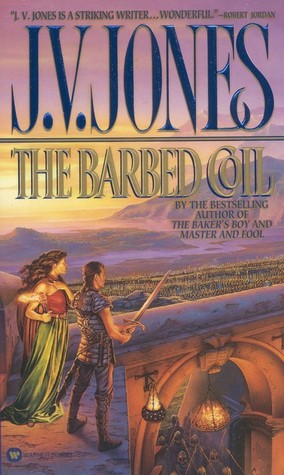 "J. V. JONES IS A STRIKING WRITER...WONDERFUL."—ROBERT JORDAN
J.V. JONES
THE BARBED COIL
BY THE BESTSELLING
AUTHOR OF
THE BAKER'S BOY AND
MASTER AND FOOL